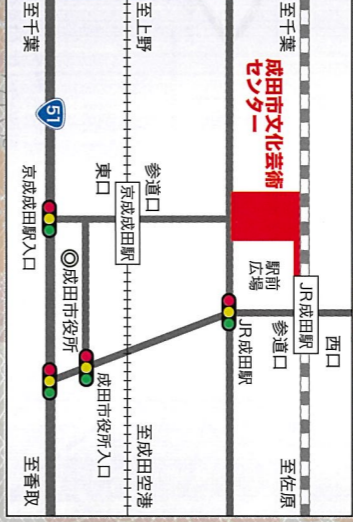 至千葉
至上野
至千葉
成田市文化芸術
センター
51
京成成田駅入口
東口
参道口
京成成田駅
駅前
広場
JR成田駅
西口
参道口
JR成田駅
成田市役所
成田市役所入口
至香取
至成田空港
至佐原